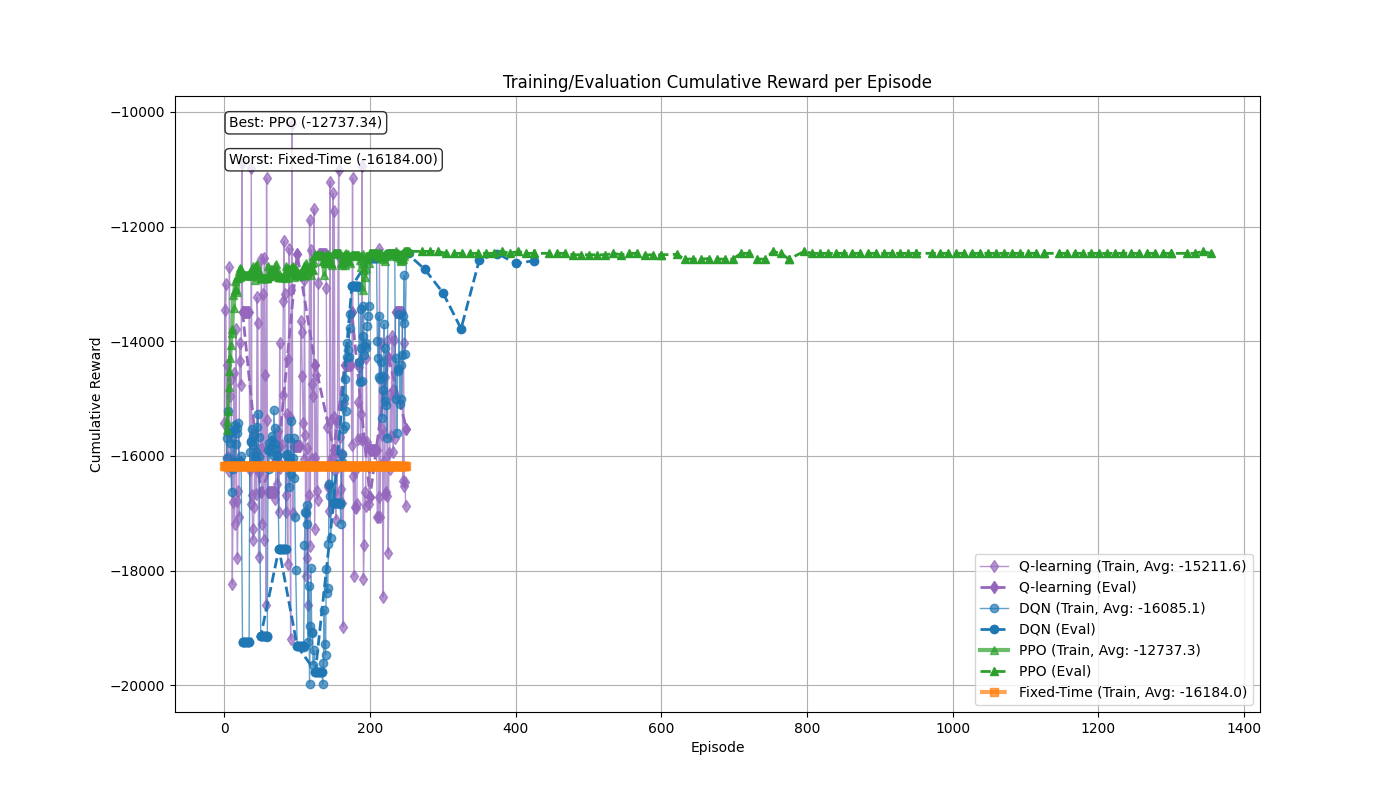 Training/Evaluation Cumulative Reward per Episode
−10000
−12000
−14000
−16000
−18000
−20000
Cumulative Reward
Best: PPO (-12737.34)
Worst: Fixed-Time (-16184.00)
Q-learning (Train, Avg: -15211.6)
Q-learning (Eval)
DQN (Train, Avg: -16085.1)
DQN (Eval)
PPO (Train, Avg: -12737.3)
PPO (Eval)
Fixed-Time (Train, Avg: -16184.0)
0 200 400 600 800 1000 1200 1400
Episode